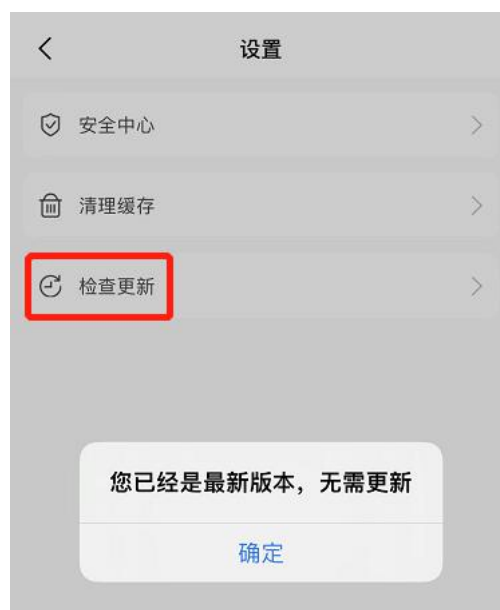 设置
安全中心
清理缓存
检查更新
您已经是最新版本，无需更新
确定